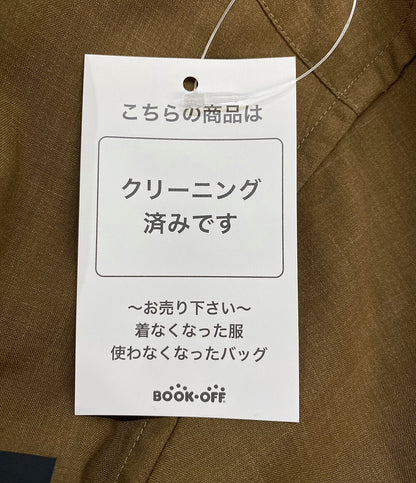 こちらの商品は
クリーニング
済みです
〜お売り下さい〜
着なくなった服
使わなくなったバッグ
BOOK・OFF